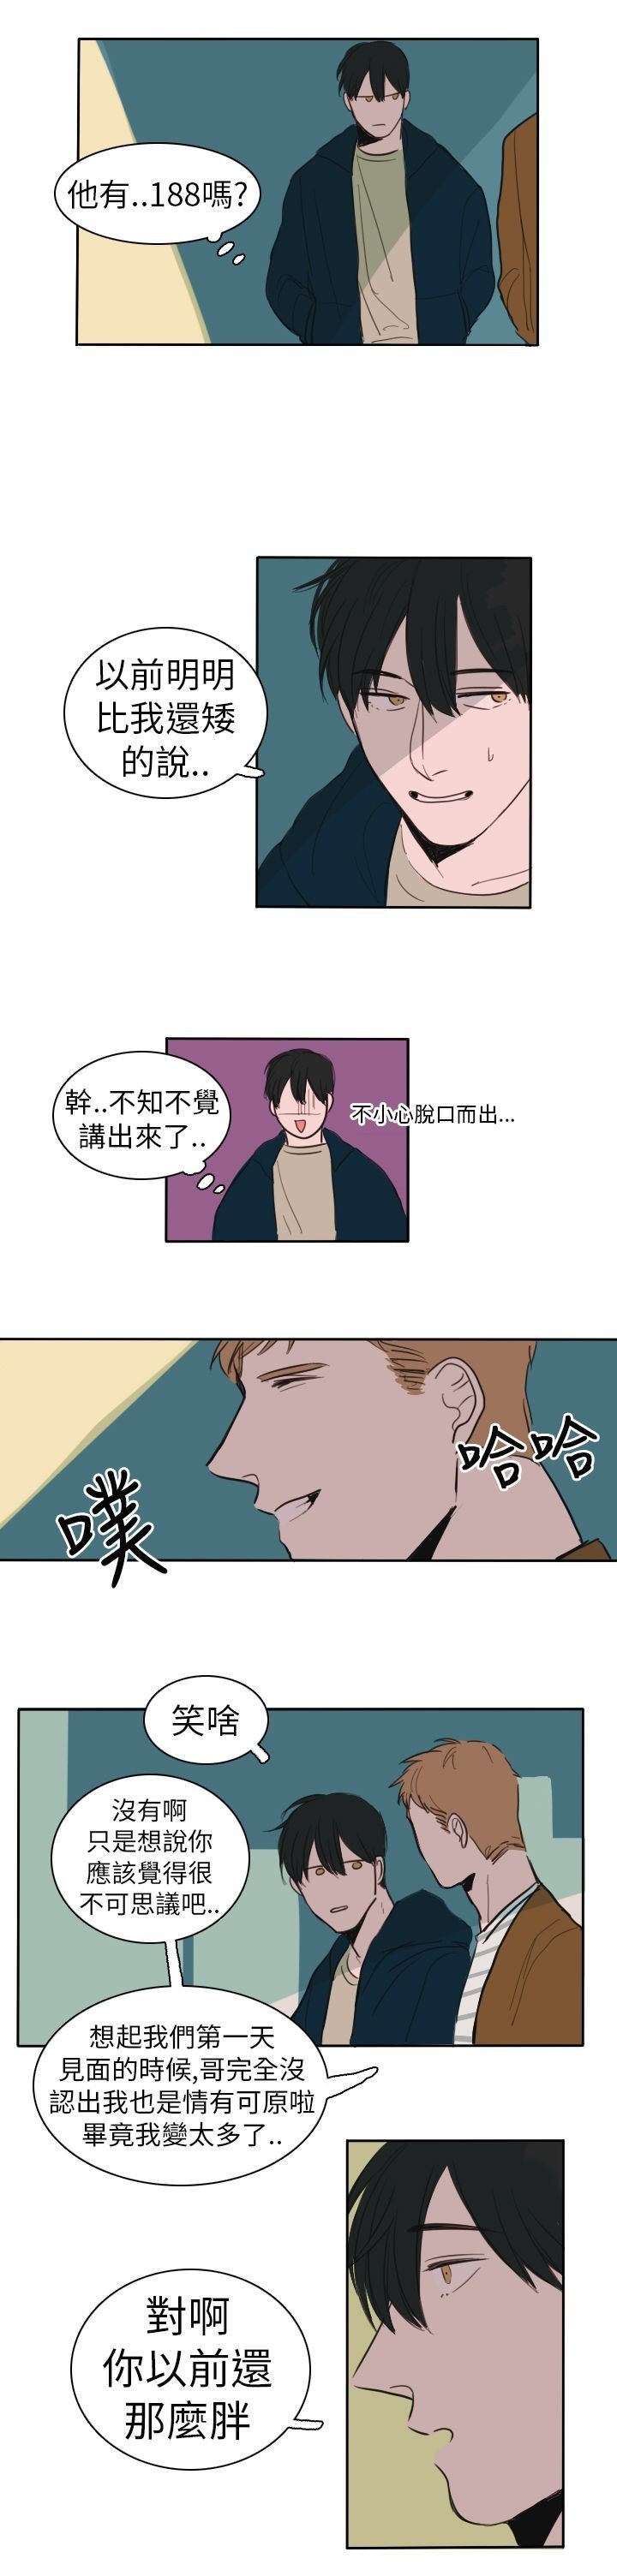 他有..188嗎?
以前明明
比我還矮
的說..
幹..不知不覺
講出來了..
不小心脫口而出...
噗
哈哈
笑啥
沒有啊
只是想說你
應該覺得很
不可思議吧..
想起我們第一天
見面的時候,哥完全沒
認出我也是情有可原啦
畢竟我變太多了..
對啊
你以前還
那麼胖